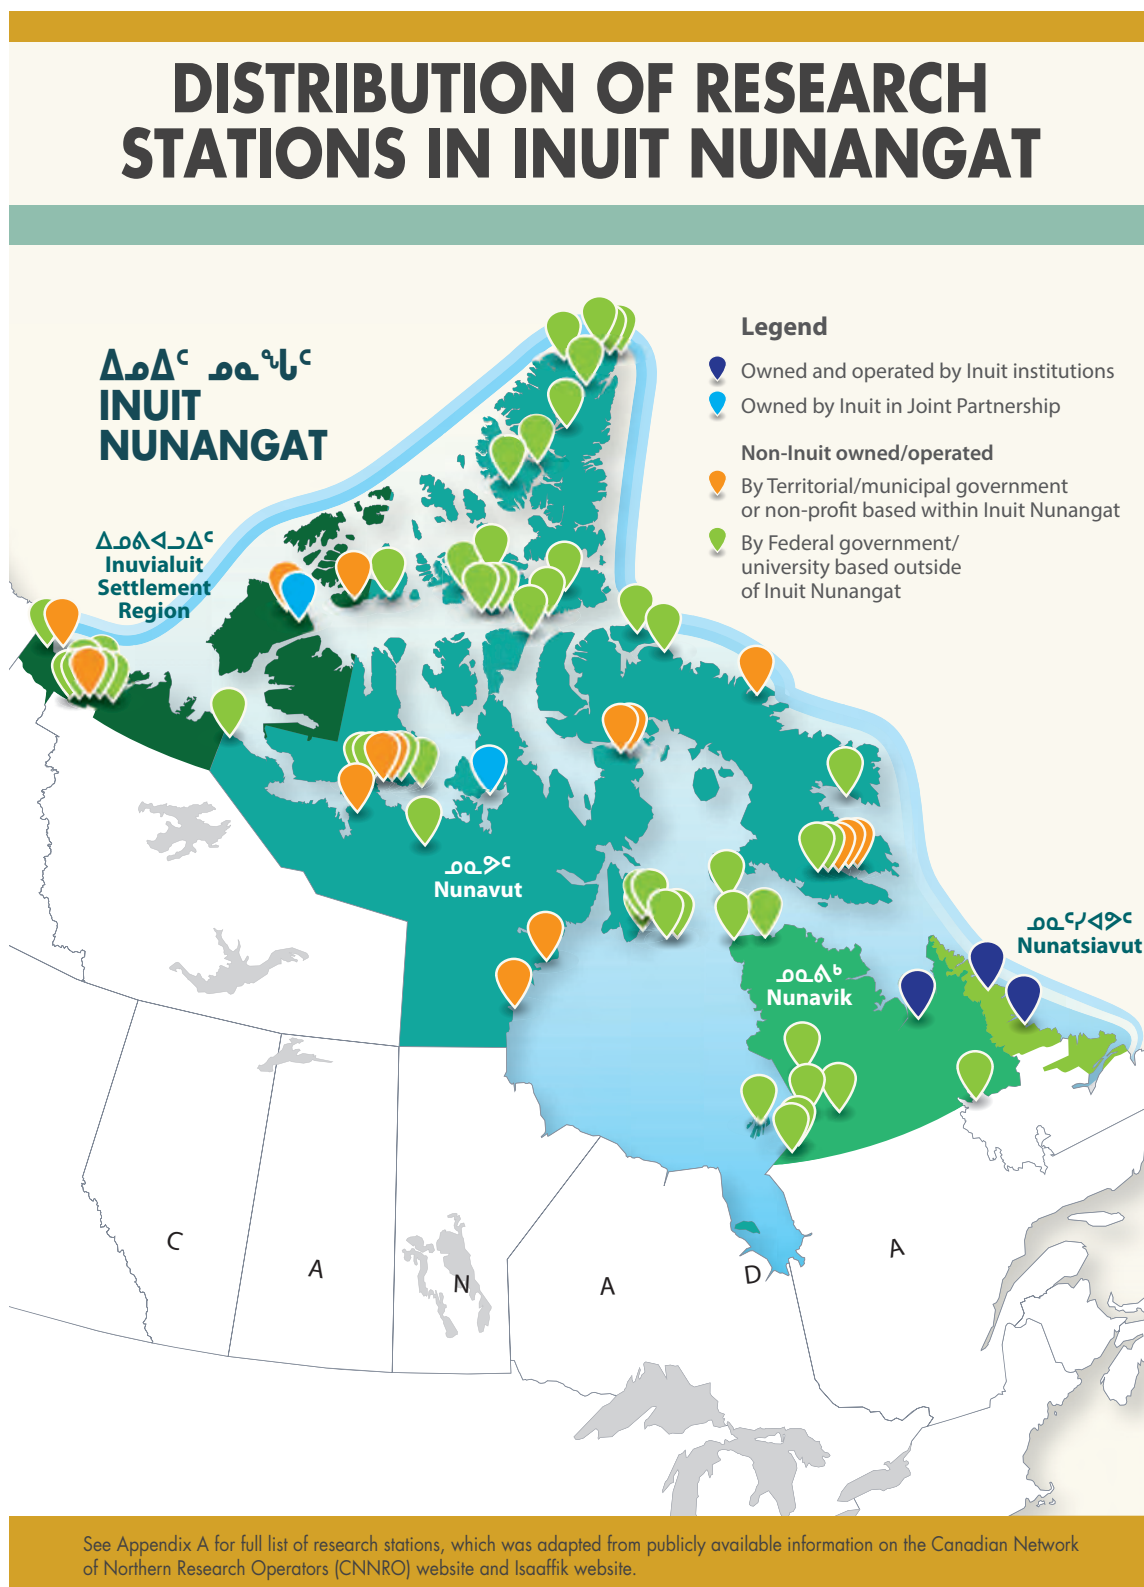 DISTRIBUTION OF RESEARCH
STATIONS IN INUIT NUNANGAT
ᐃᓄᐃᑦ ᓄᓇᖓᑦ
INUIT
NUNANGAT
Legend
Owned and operated by Inuit institutions
Owned by Inuit in Joint Partnership
Non-Inuit owned/operated
By Territorial/municipal government
or non-profit based within Inuit Nunangat
By Federal government/
university based outside
of Inuit Nunangat
ᐃᓄᕕᐊᓗᐃᑦ
Inuvialuit
Settlement
Region
ᓄᓇᕗᑦ
Nunavut
ᓄᓇᑦᓯᐊᕗᑦ
Nunatsiavut
ᓄᓇᕕᒃ
Nunavik
C
A
N
A
D
A
See Appendix A for full list of research stations, which was adapted from publicly available information on the Canadian Network
of Northern Research Operators (CNNRO) website and Isaaffik website.